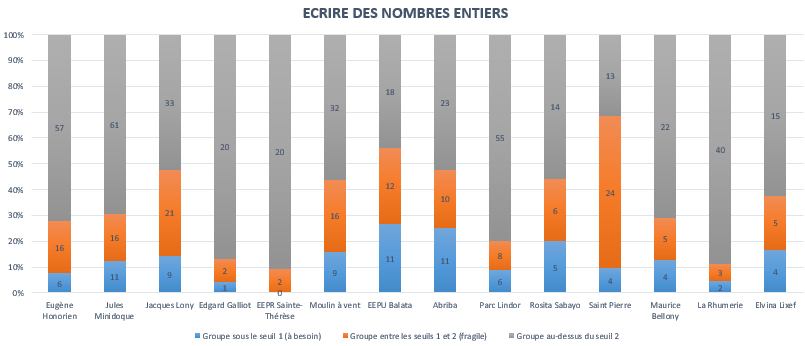 ECRIRE DES NOMBRES ENTIERS
100%
90%
80%
70%
60%
50%
40%
30%
20%
10%
0%
57 61 33 20 20 32 18 23 55 14 13 22 40 15
16 16 21 2 2 16 12 10 8 6 24 5 3 5
6 11 9 1 0 9 11 11 6 5 4 4 2 4
Eugène Honorien
Jules Minidoque
Jacques Lony
Edgard Galliot
EEPR Sainte-Thérèse
Moulin à vent
EEPU Balata
Abriba
Parc Lindor
Rosita Sabayo
Saint Pierre
Maurice Bellony
La Rhumerie
Elvina Lixef
Groupe sous le seuil 1 (à besoin)
Groupe entre les seuils 1 et 2 (fragile)
Groupe au-dessus du seuil 2